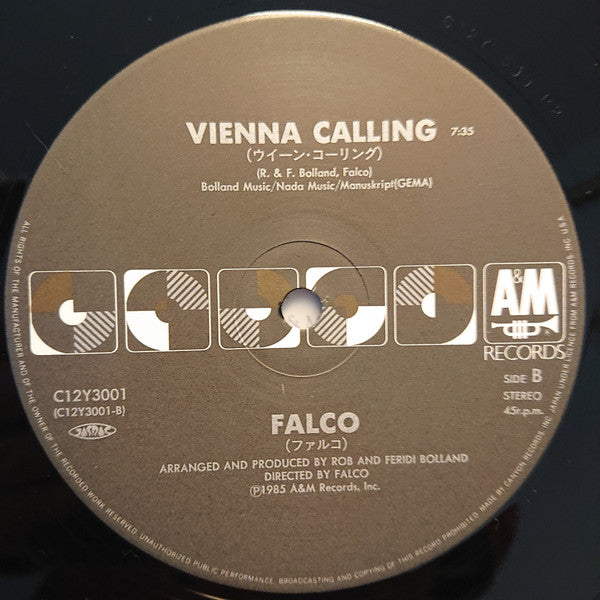 VIENNA CALLING 7:35
(ウイーン・コーリング)
(R. & F. Bolland, Falco)
Bolland Music/Nada Music/Manuskript(GEMA)
A&M
RECORDS
C12Y3001
(C12Y3001-B)
JASRAC
SIDE B
STEREO
45r.p.m.
FALCO
(ファルコ)
ARRANGED AND PRODUCED BY ROB AND FERIDI BOLLAND
DIRECTED BY FALCO
Ⓟ1985 A&M Records, Inc.
ALL RIGHTS OF THE MANUFACTURER AND OF THE OWNER OF THE RECORDED WORK RESERVED. UNAUTHORIZED PUBLIC PERFORMANCE, BROADCASTING AND COPYING OF THIS RECORD PROHIBITED. MADE BY CANYON RECORDS, INC. JAPAN UNDER LICENCE FROM A&M RECORDS, INC. U.S.A.